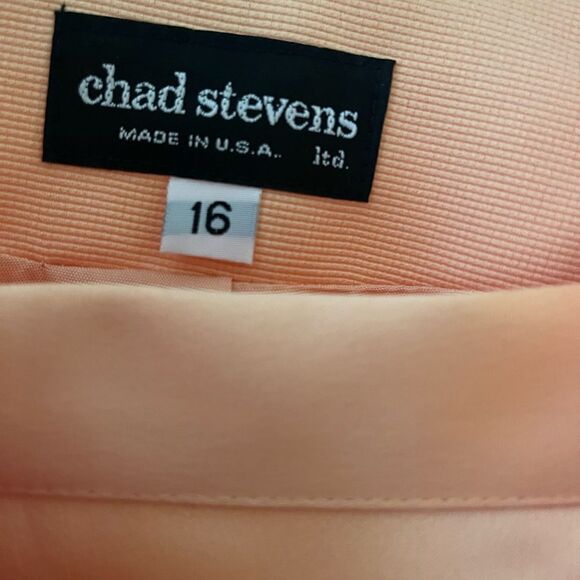 chad stevens
MADE IN U.S.A. ltd.
16